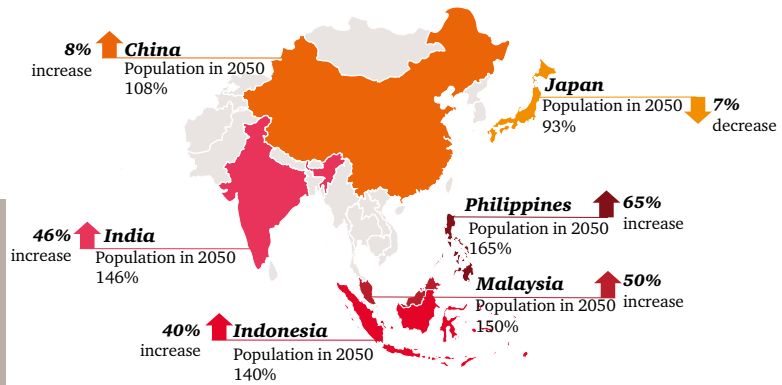 8% China
increase Population in 2050
108%
Japan
Population in 2050 7%
93% decrease
Philippines 65%
Population in 2050 increase
165%
46% India
increase Population in 2050
146%
Malaysia 50%
Population in 2050 increase
150%
40% Indonesia
increase Population in 2050
140%